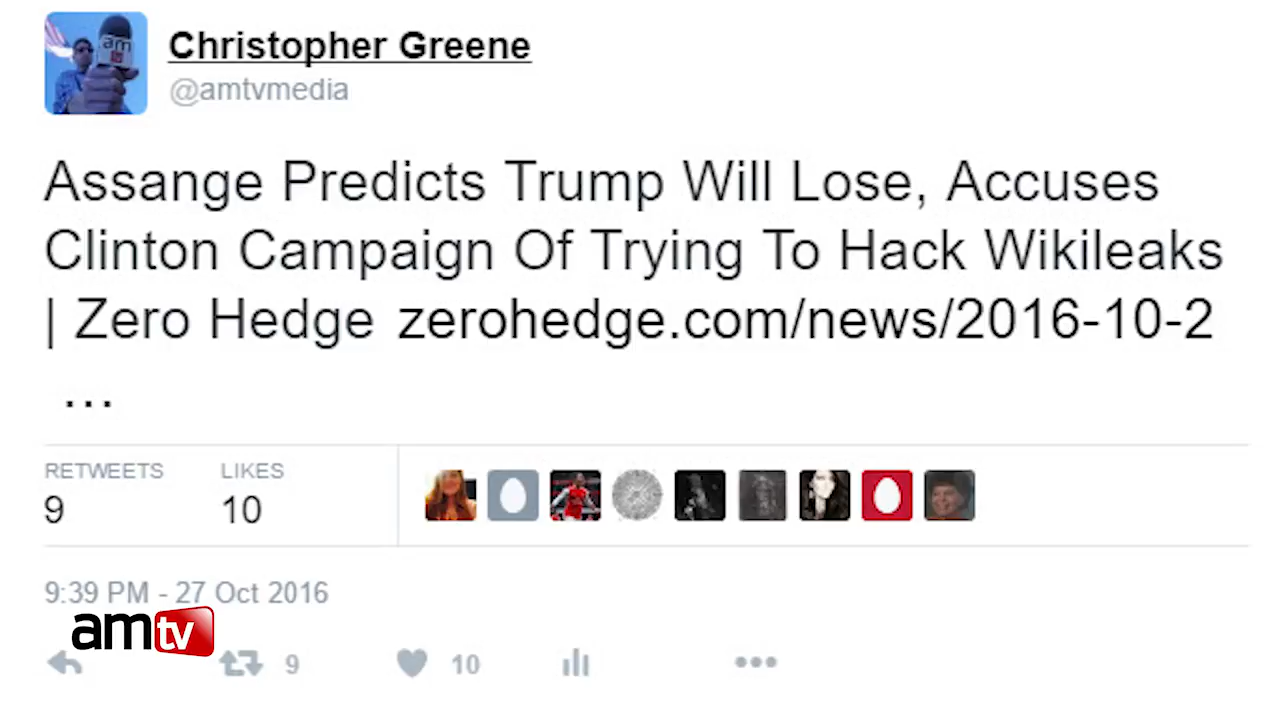 am
Christopher Greene
@amtvmedia
Assange Predicts Trump Will Lose, Accuses
Clinton Campaign Of Trying To Hack Wikileaks
| Zero Hedge zerohedge.com/news/2016-10-2
…
RETWEETS LIKES
9 10
9:39 PM - 27 Oct 2016
amtv
9 10